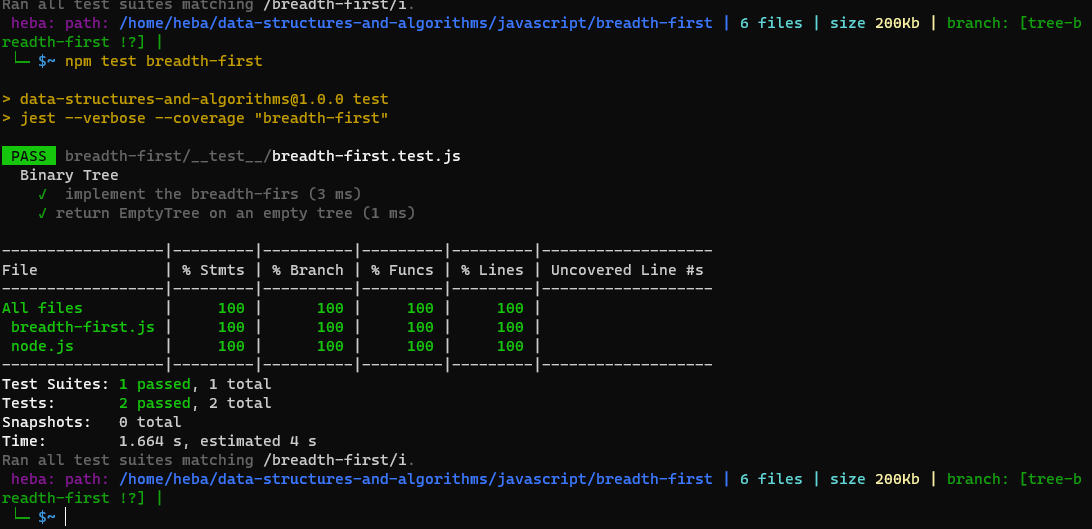 Ran all test suites matching /breadth-first/i.
heba: path: /home/heba/data-structures-and-algorithms/javascript/breadth-first | 6 files | size 200Kb | branch: [tree-b
readth-first !?] |
└─ $~ npm test breadth-first
> data-structures-and-algorithms@1.0.0 test
> jest --verbose --coverage "breadth-first"
PASS breadth-first/__test__/breadth-first.test.js
Binary Tree
✓ implement the breadth-firs (3 ms)
✓ return EmptyTree on an empty tree (1 ms)
------------------|---------|----------|---------|---------|-------------------
File | % Stmts | % Branch | % Funcs | % Lines | Uncovered Line #s
------------------|---------|----------|---------|---------|-------------------
All files | 100 | 100 | 100 | 100 |
breadth-first.js | 100 | 100 | 100 | 100 |
node.js | 100 | 100 | 100 | 100 |
------------------|---------|----------|---------|---------|-------------------
Test Suites: 1 passed, 1 total
Tests: 2 passed, 2 total
Snapshots: 0 total
Time: 1.664 s, estimated 4 s
Ran all test suites matching /breadth-first/i.
heba: path: /home/heba/data-structures-and-algorithms/javascript/breadth-first | 6 files | size 200Kb | branch: [tree-b
readth-first !?] |
└─ $~